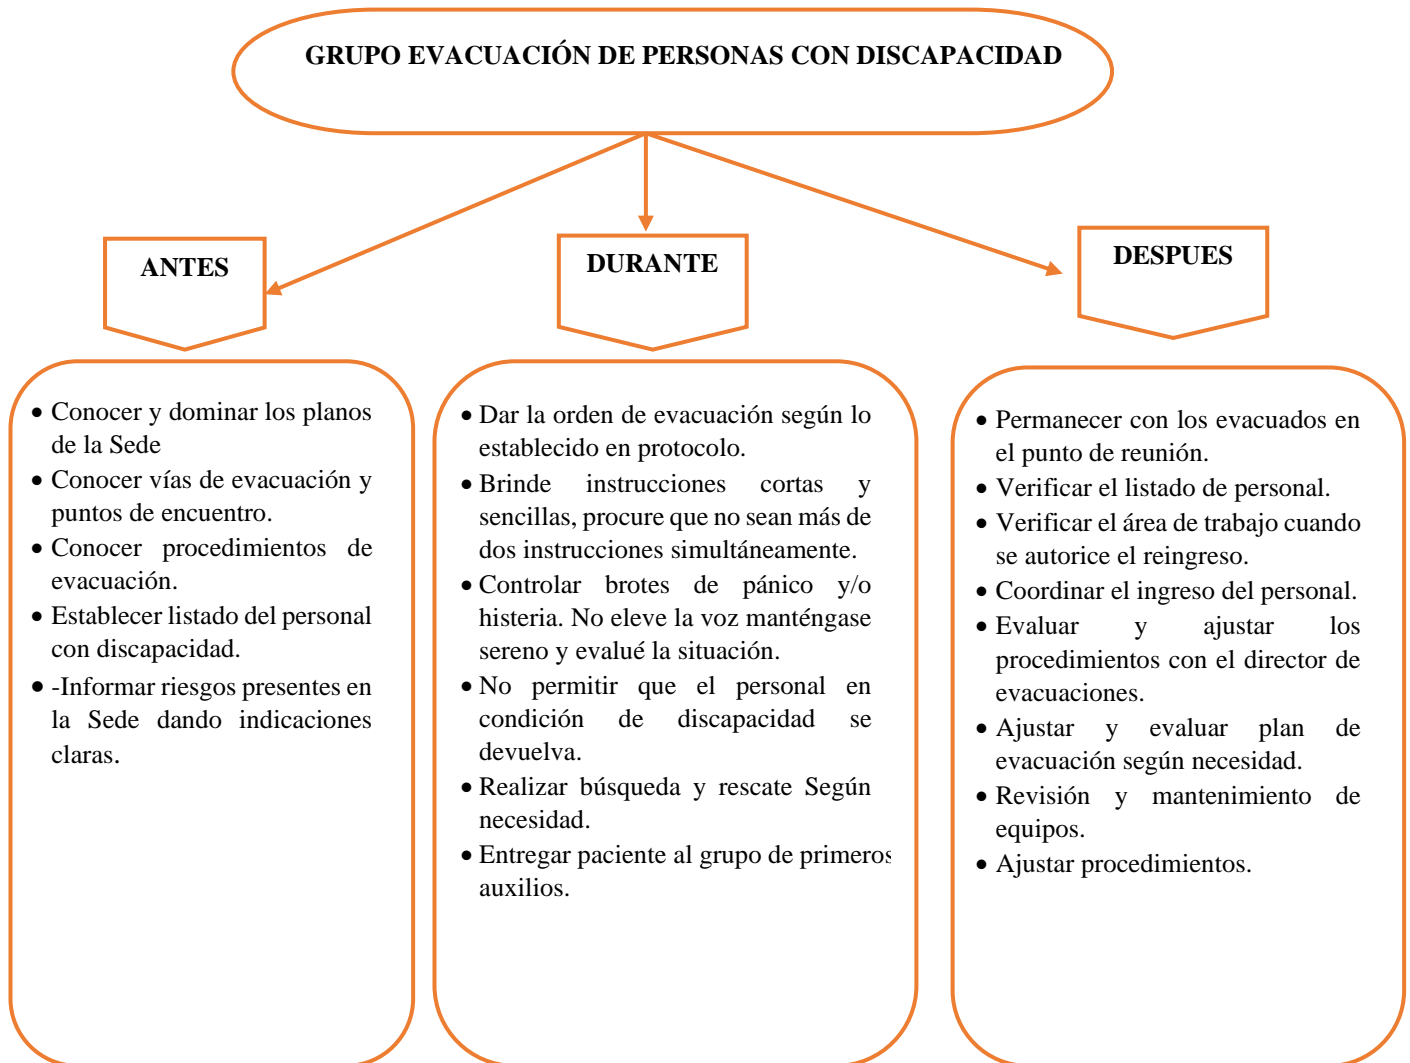 GRUPO EVACUACIÓN DE PERSONAS CON DISCAPACIDAD
ANTES
• Conocer y dominar los planos
de la Sede
• Conocer vías de evacuación y
puntos de encuentro.
• Conocer procedimientos de
evacuación.
• Establecer listado del personal
con discapacidad.
• -Informar riesgos presentes en
la Sede dando indicaciones
claras.
DURANTE
• Dar la orden de evacuación según lo
establecido en protocolo.
• Brinde instrucciones cortas y
sencillas, procure que no sean más de
dos instrucciones simultáneamente.
• Controlar brotes de pánico y/o
histeria. No eleve la voz manténgase
sereno y evalué la situación.
• No permitir que el personal en
condición de discapacidad se
devuelva.
• Realizar búsqueda y rescate Según
necesidad.
• Entregar paciente al grupo de primeros
auxilios.
DESPUES
• Permanecer con los evacuados en
el punto de reunión.
• Verificar el listado de personal.
• Verificar el área de trabajo cuando
se autorice el reingreso.
• Coordinar el ingreso del personal.
• Evaluar y ajustar los
procedimientos con el director de
evacuaciones.
• Ajustar y evaluar plan de
evacuación según necesidad.
• Revisión y mantenimiento de
equipos.
• Ajustar procedimientos.